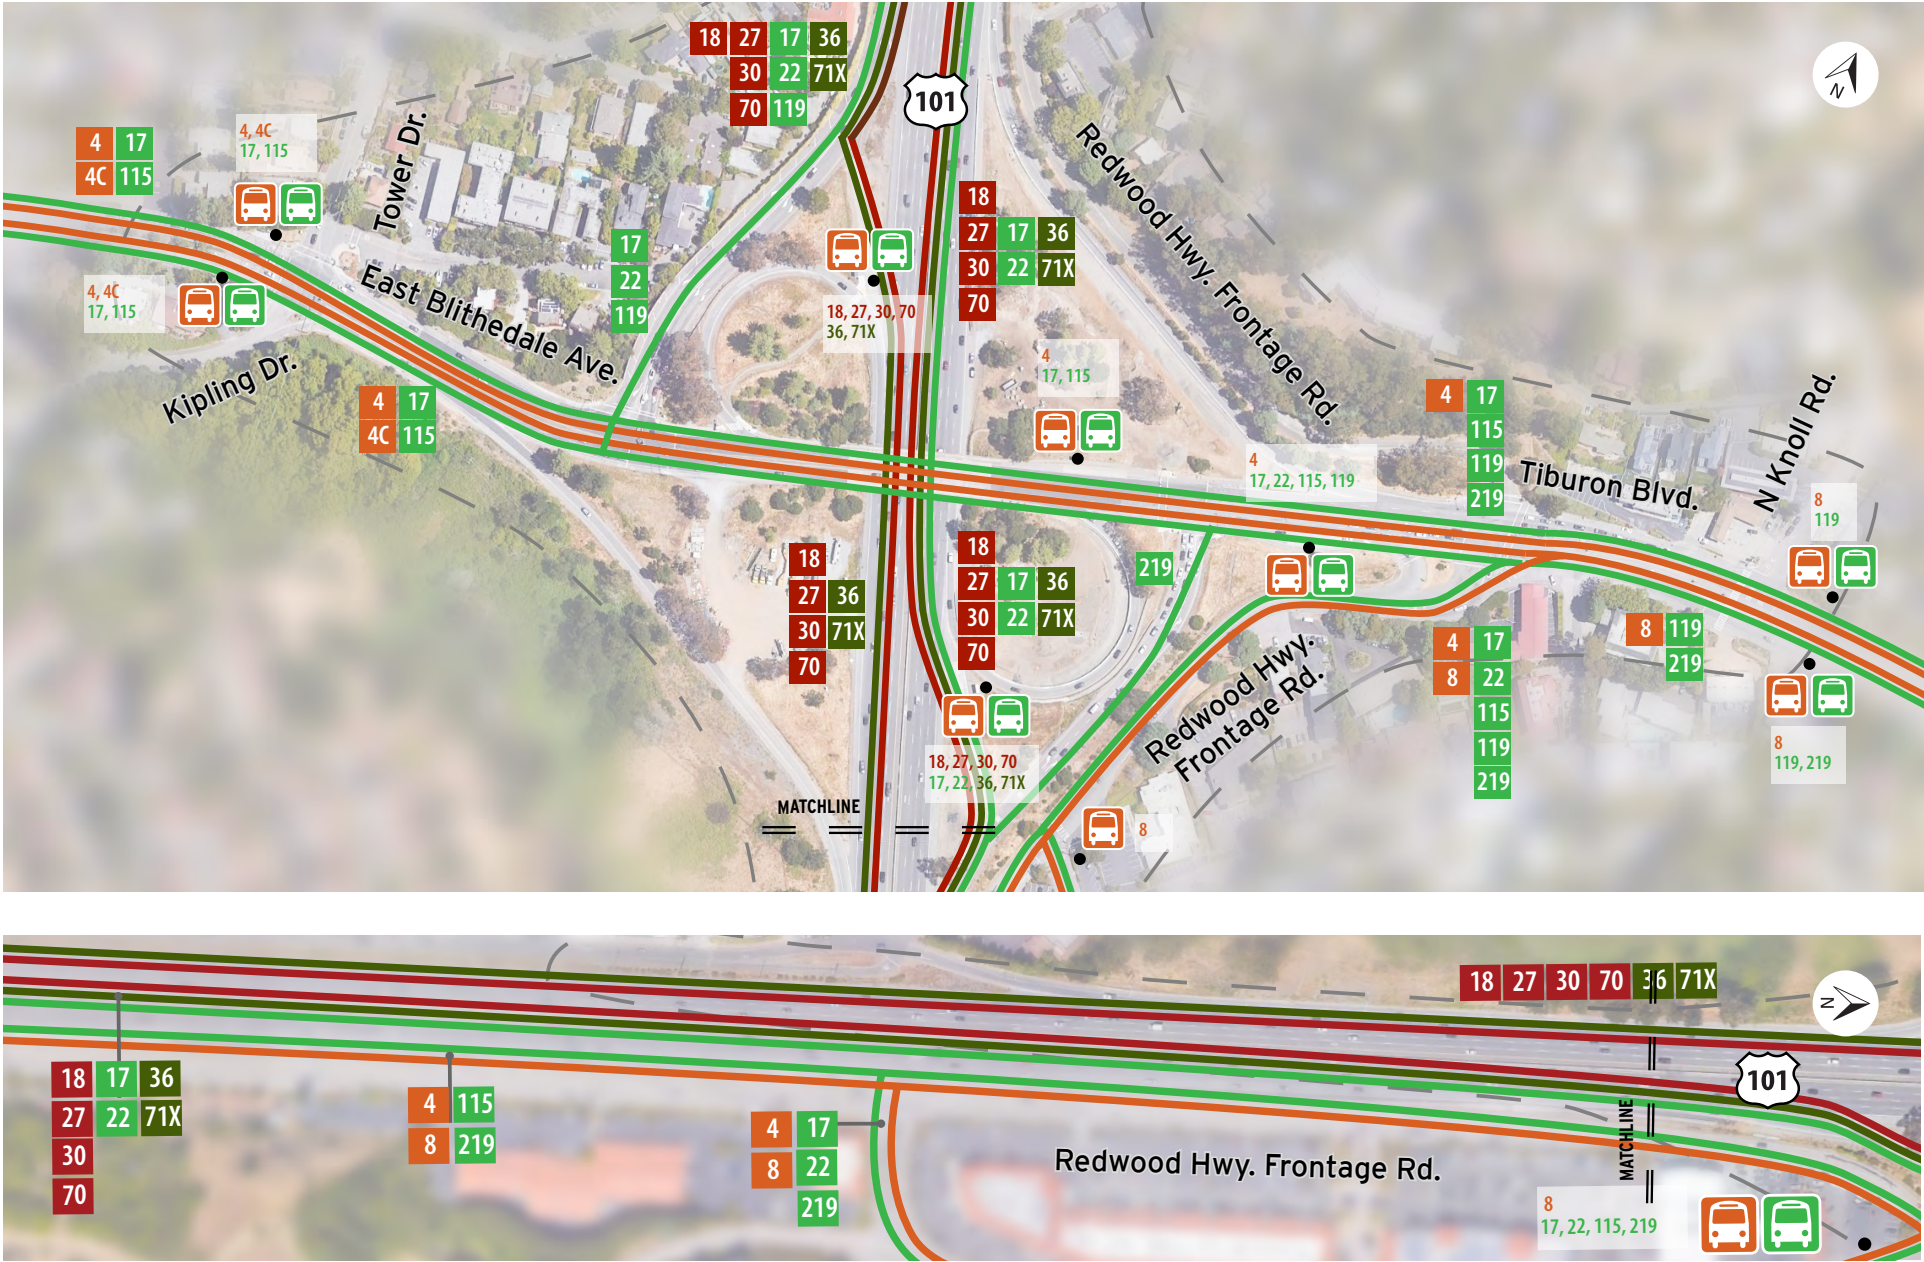 18 27 17 36
30 22 71X
70 119
101
N
4 17
4C 115
4, 4C
17, 115
Tower Dr.
Redwood Hwy. Frontage Rd.
18
27 17 36
30 22 71X
70
17
22
119
4, 4C
17, 115
East Blithedale Ave.
18, 27, 30, 70
36, 71X
Kipling Dr.
4
17, 115
4 17
4C 115
4 17
115
119
219
N Knoll Rd.
4
17, 22, 115, 119
Tiburon Blvd.
8
119
18
27 36
30 71X
70
18
27 17 36
30 22 71X
70
219
Redwood Hwy.
Frontage Rd.
4 17
8 22
115
119
219
8 119
219
8
119, 219
18, 27, 30, 70
17, 22, 36, 71X
MATCHLINE
8
18 27 30 70 36 71X
N
101
18 17 36
27 22 71X
30
70
4 115
8 219
4 17
8 22
219
Redwood Hwy. Frontage Rd.
MATCHLINE
8
17, 22, 115, 219